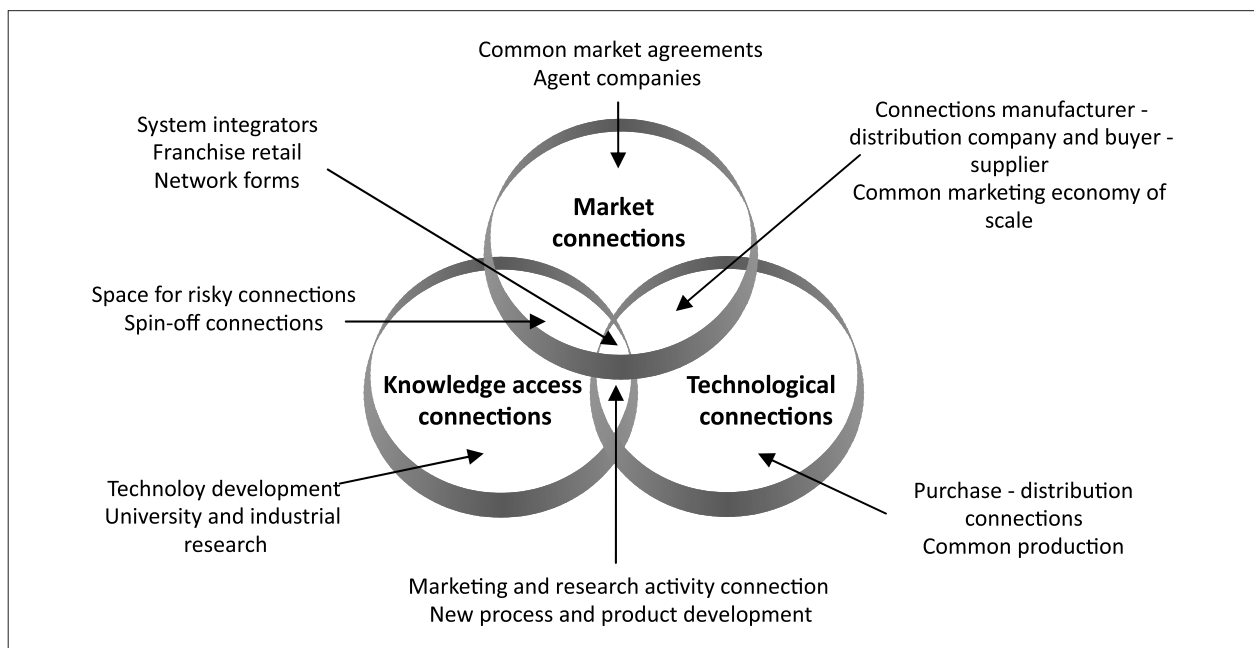 Common market agreements
Agent companies
System integrators
Franchise retail
Network forms
Connections manufacturer -
distribution company and buyer -
supplier
Common marketing economy of
scale
Market
connections
Space for risky connections
Spin-off connections
Knowledge access
connections
Technological
connections
Technoloy development
University and industrial
research
Purchase - distribution
connections
Common production
Marketing and research activity connection
New process and product development